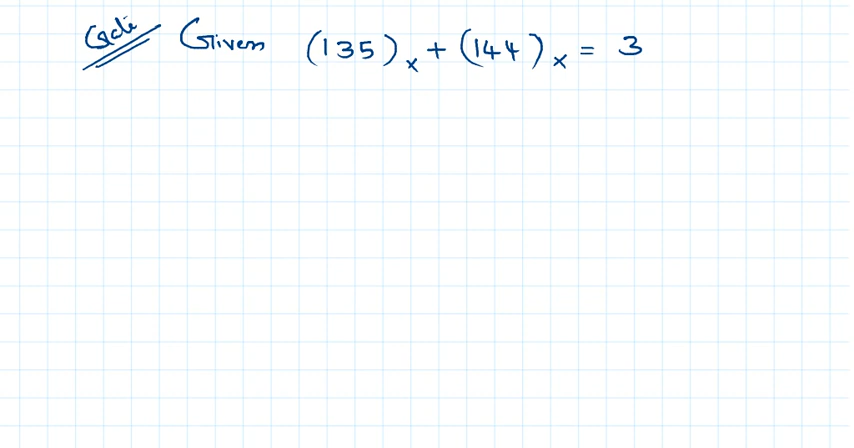 Gate Given (135)ₓ + (144)ₓ = 3